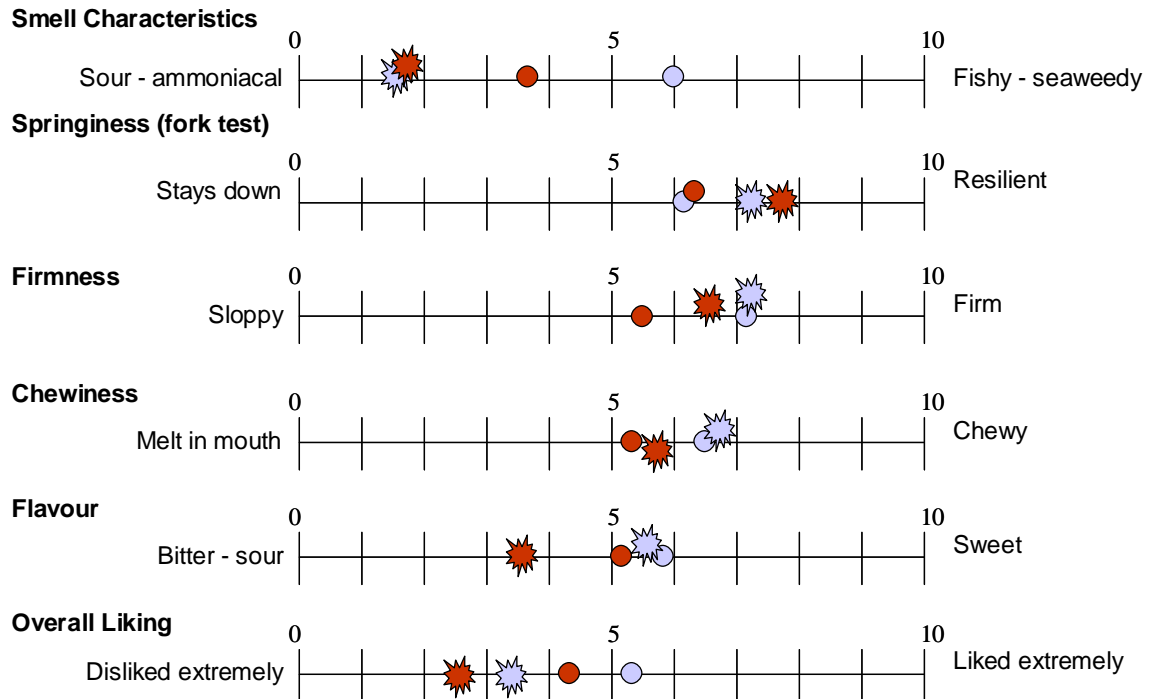 Smell Characteristics
0 5 10
Sour - ammoniacal Fishy - seaweedy
Springiness (fork test)
0 5 10
Stays down Resilient
Firmness
0 5 10
Sloppy Firm
Chewiness
0 5 10
Melt in mouth Chewy
Flavour
0 5 10
Bitter - sour Sweet
Overall Liking
0 5 10
Disliked extremely Liked extremely